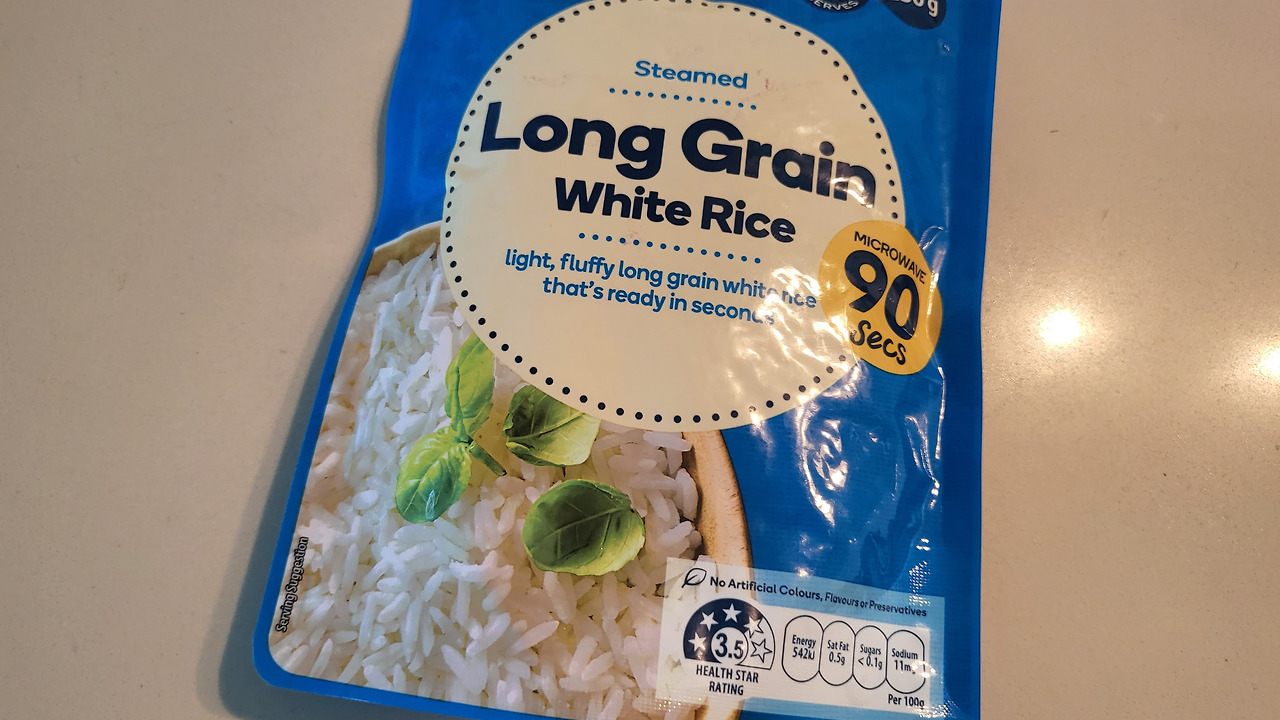 SERVES
Steamed
Long Grain
White Rice
light, fluffy long grain white rice
that's ready in seconds
MICROWAVE
90
secs
Serving Suggestion
No Artificial Colours, Flavours or Preservatives
3.5
HEALTH STAR
RATING
Energy
542kJ
Sat Fat
0.5g
Sugars
<0.1g
Sodium
Per 100g